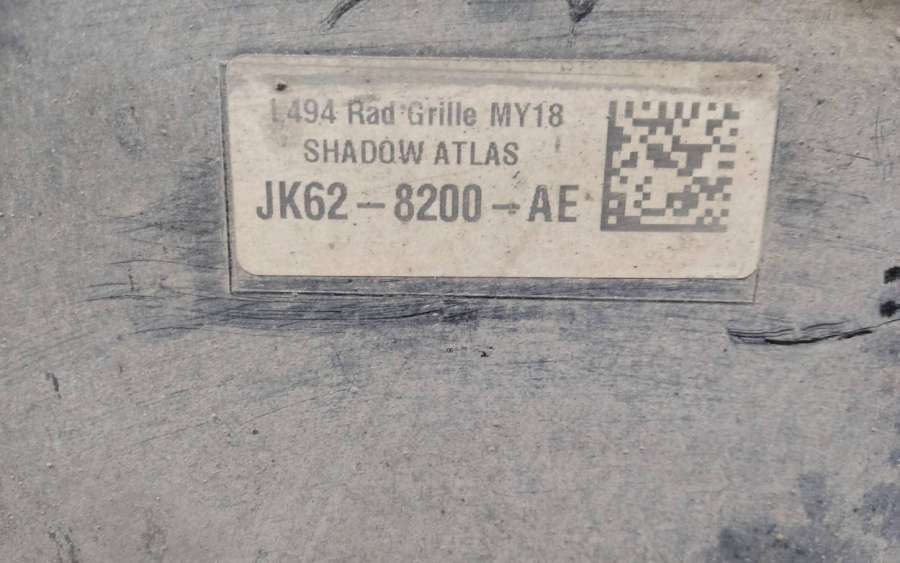 L494 Rad Grille MY18
SHADOW ATLAS
JK62-8200-AE